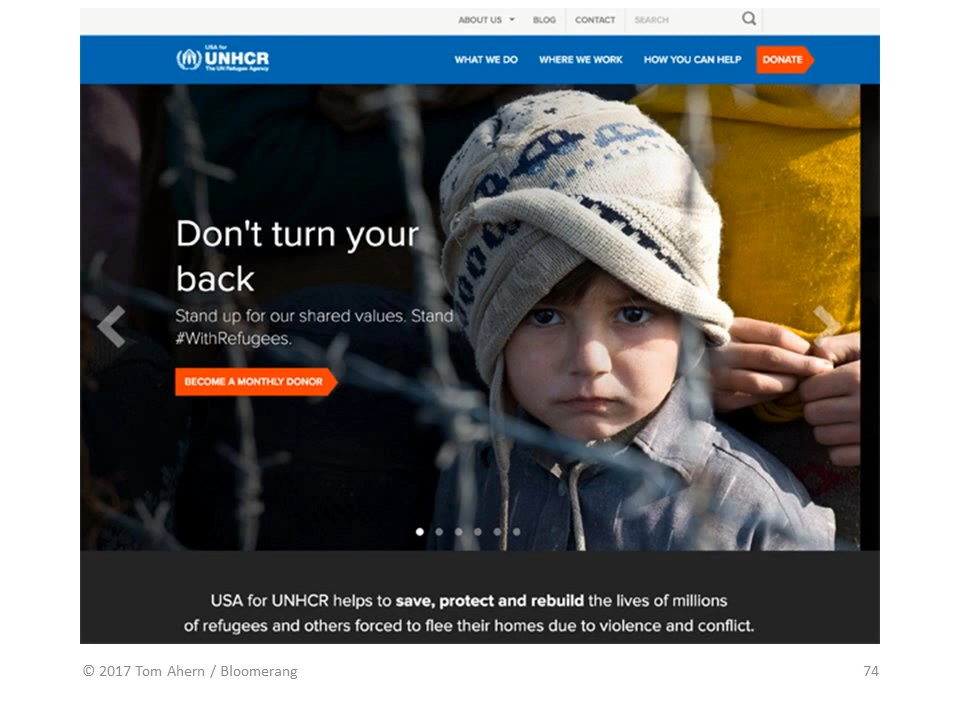 ABOUT US BLOG CONTACT SEARCH
USA for
UNHCR
The UN Refugee Agency
WHAT WE DO WHERE WE WORK HOW YOU CAN HELP DONATE
Don't turn your
back
Stand up for our shared values. Stand
#WithRefugees.
BECOME A MONTHLY DONOR
USA for UNHCR helps to save, protect and rebuild the lives of millions
of refugees and others forced to flee their homes due to violence and conflict.
© 2017 Tom Ahern / Bloomerang 74